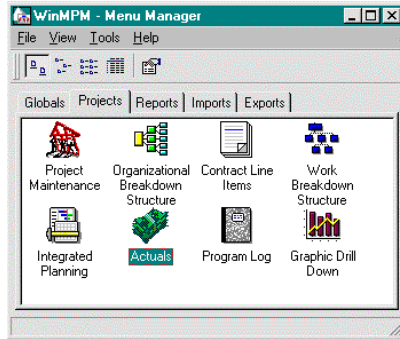 WinMPM - Menu Manager
File View Tools Help
Globals Projects Reports Imports Exports
Project Organizational Contract Line Work
Maintenance Breakdown Items Breakdown
Structure Structure
Integrated Actuals Program Log Graphic Drill
Planning Down